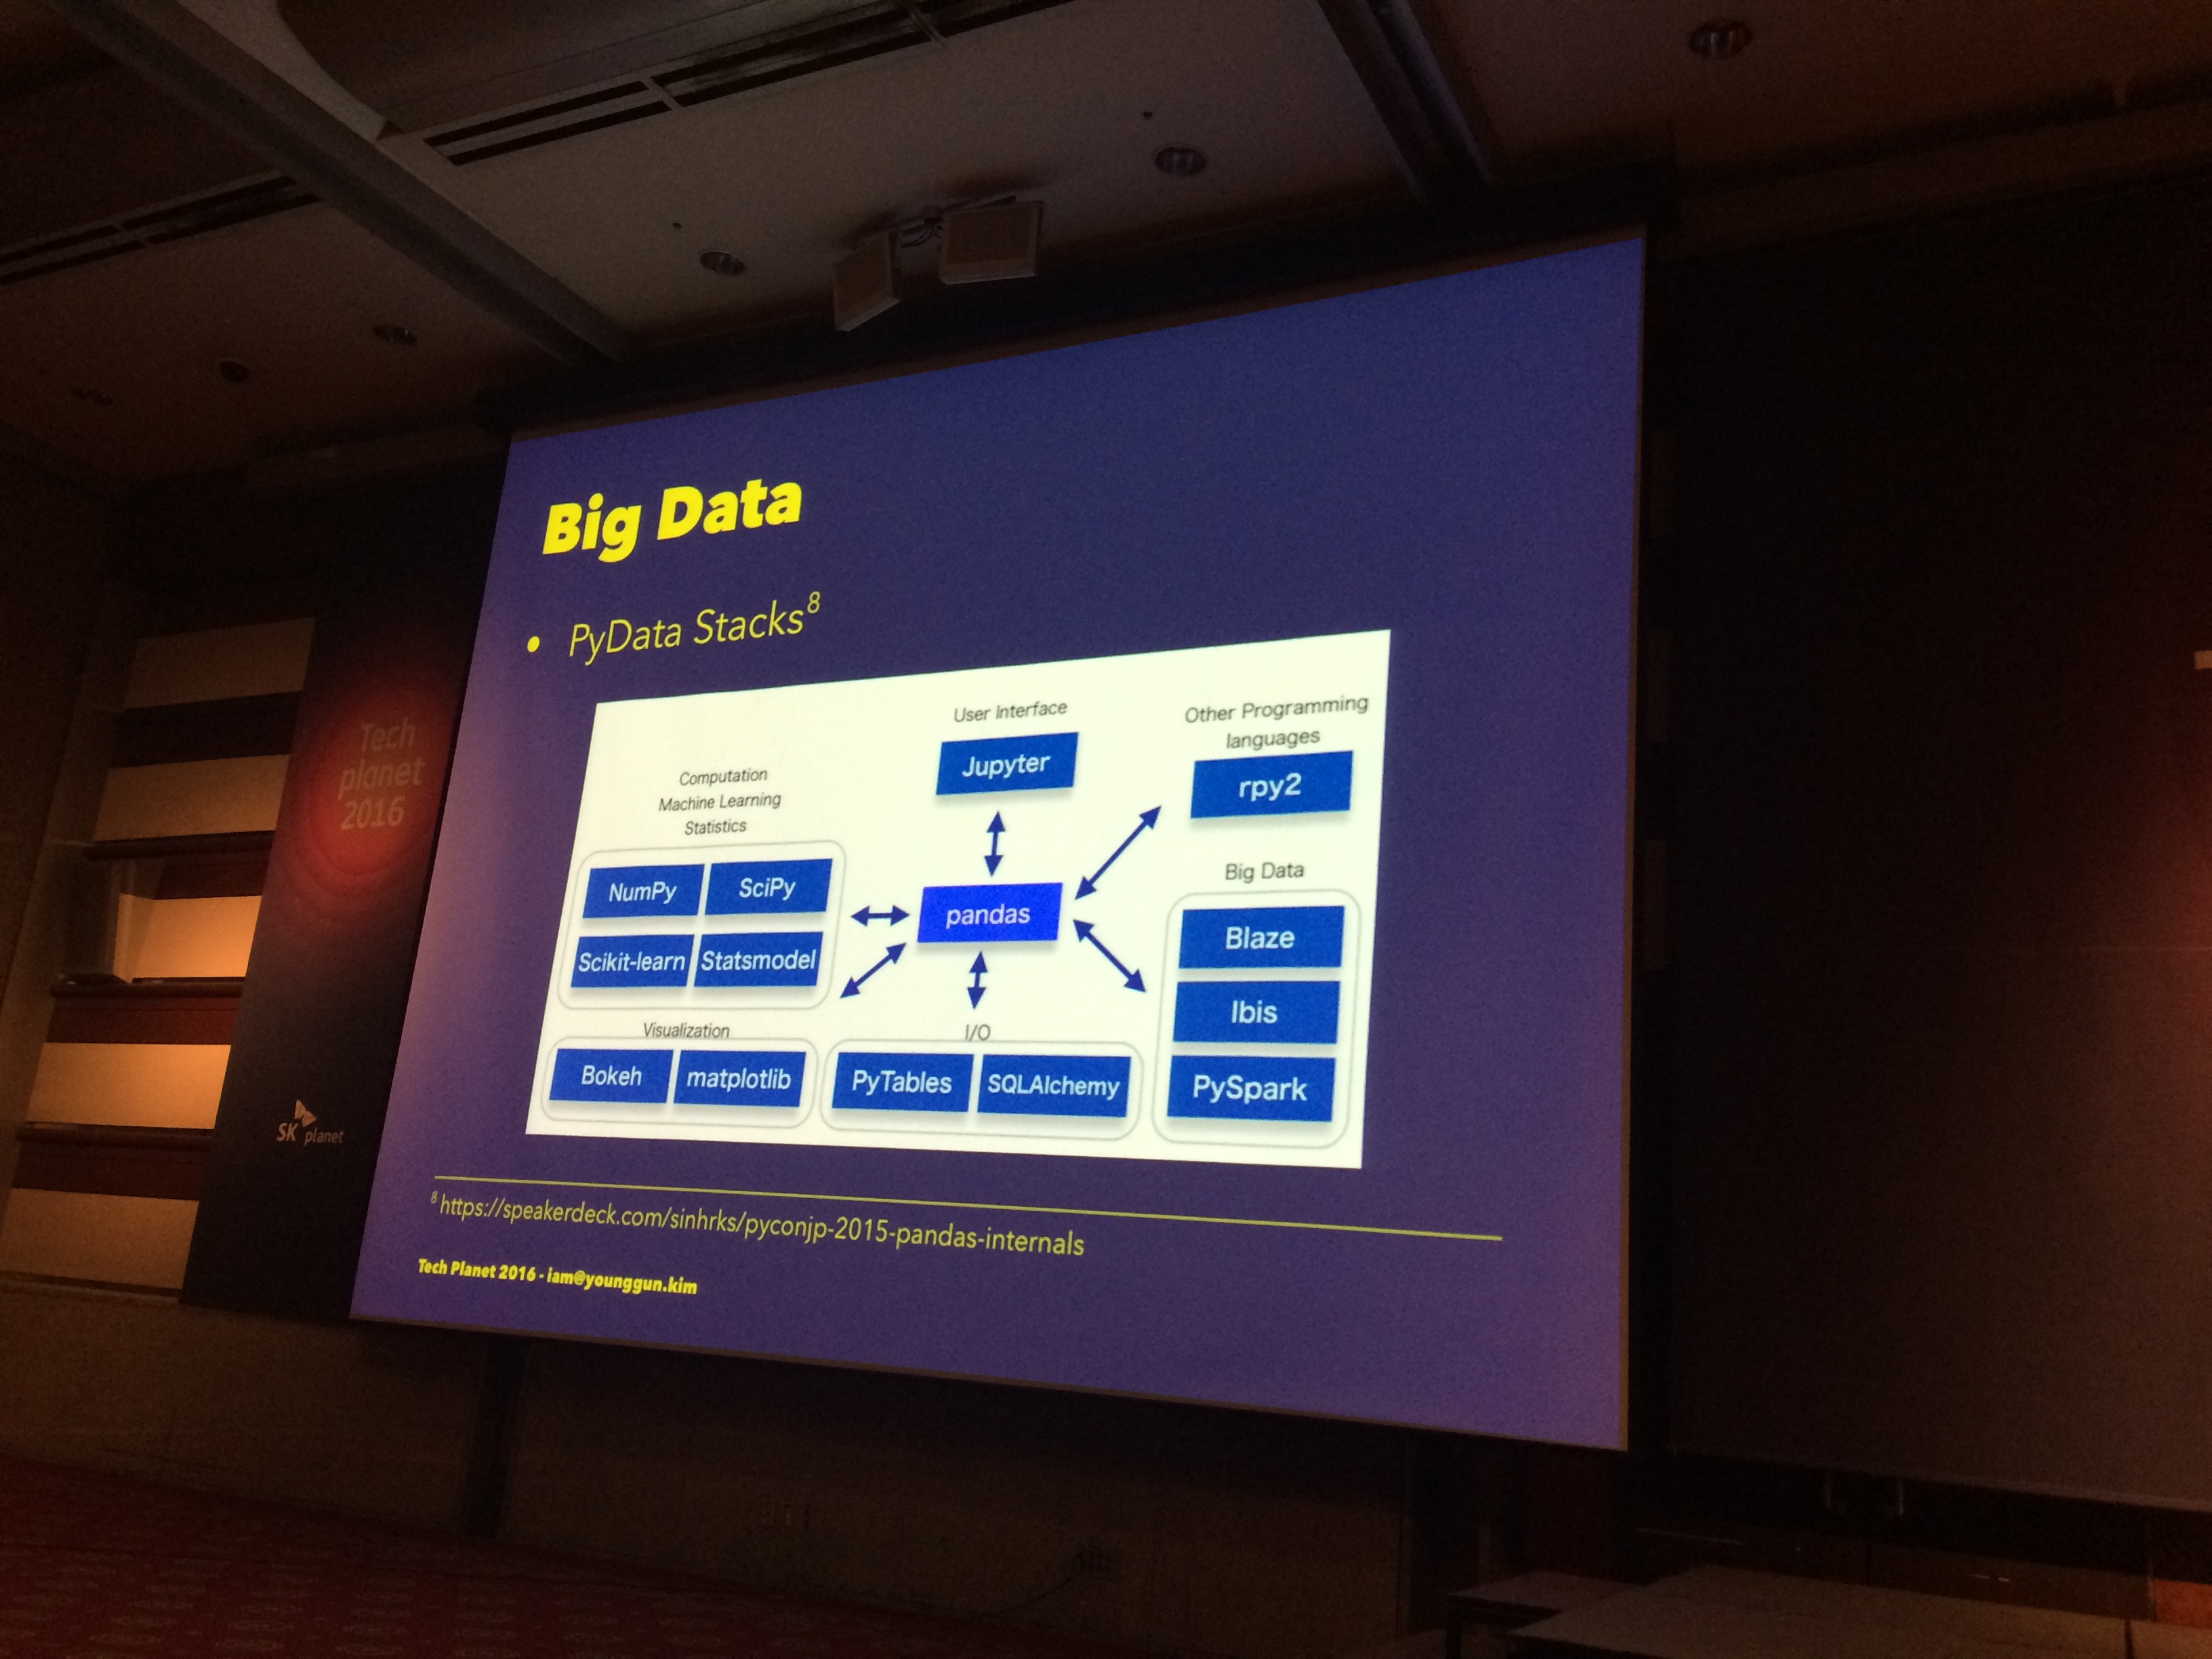 Big Data
• PyData Stacks⁸
User Interface
Jupyter
Other Programming
languages
rpy2
Computation
Machine Learning
Statistics
NumPy SciPy
Scikit-learn Statsmodel
pandas
Big Data
Blaze
Ibis
PySpark
Visualization
Bokeh matplotlib
I/O
PyTables SQLAlchemy
⁸ https://speakerdeck.com/sinhrks/pyconjp-2015-pandas-internals
Tech Planet 2016 - iam@younggun.kim
Tech
planet
2016
SK planet